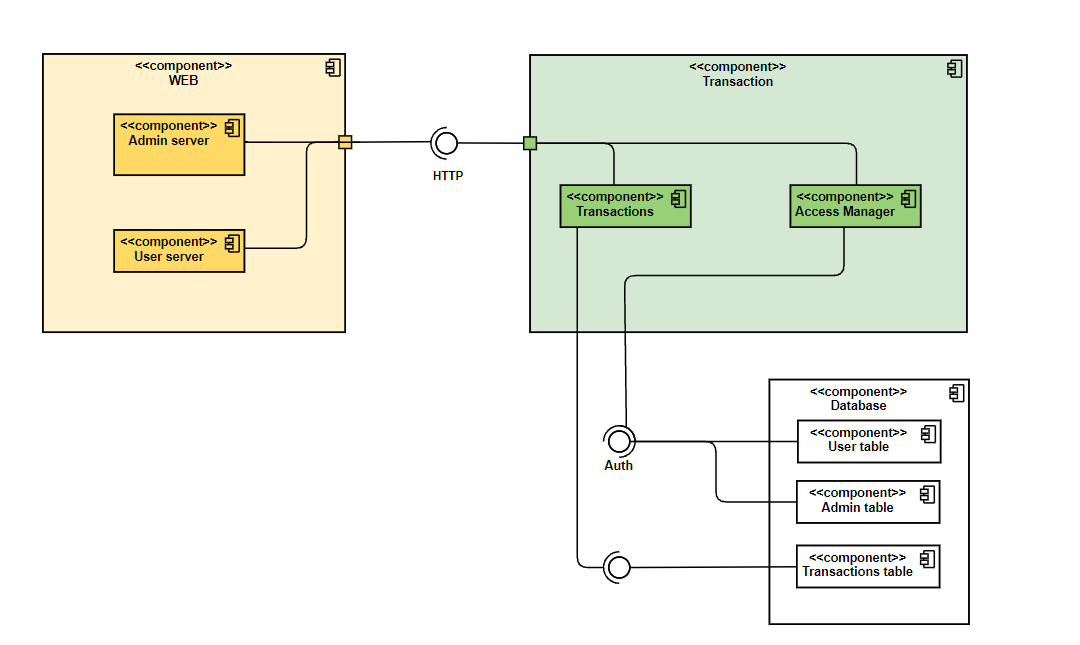 <<component>>
WEB
<<component>>
Admin server
<<component>>
User server
HTTP
<<component>>
Transaction
<<component>>
Transactions
<<component>>
Access Manager
Auth
<<component>>
Database
<<component>>
User table
<<component>>
Admin table
<<component>>
Transactions table